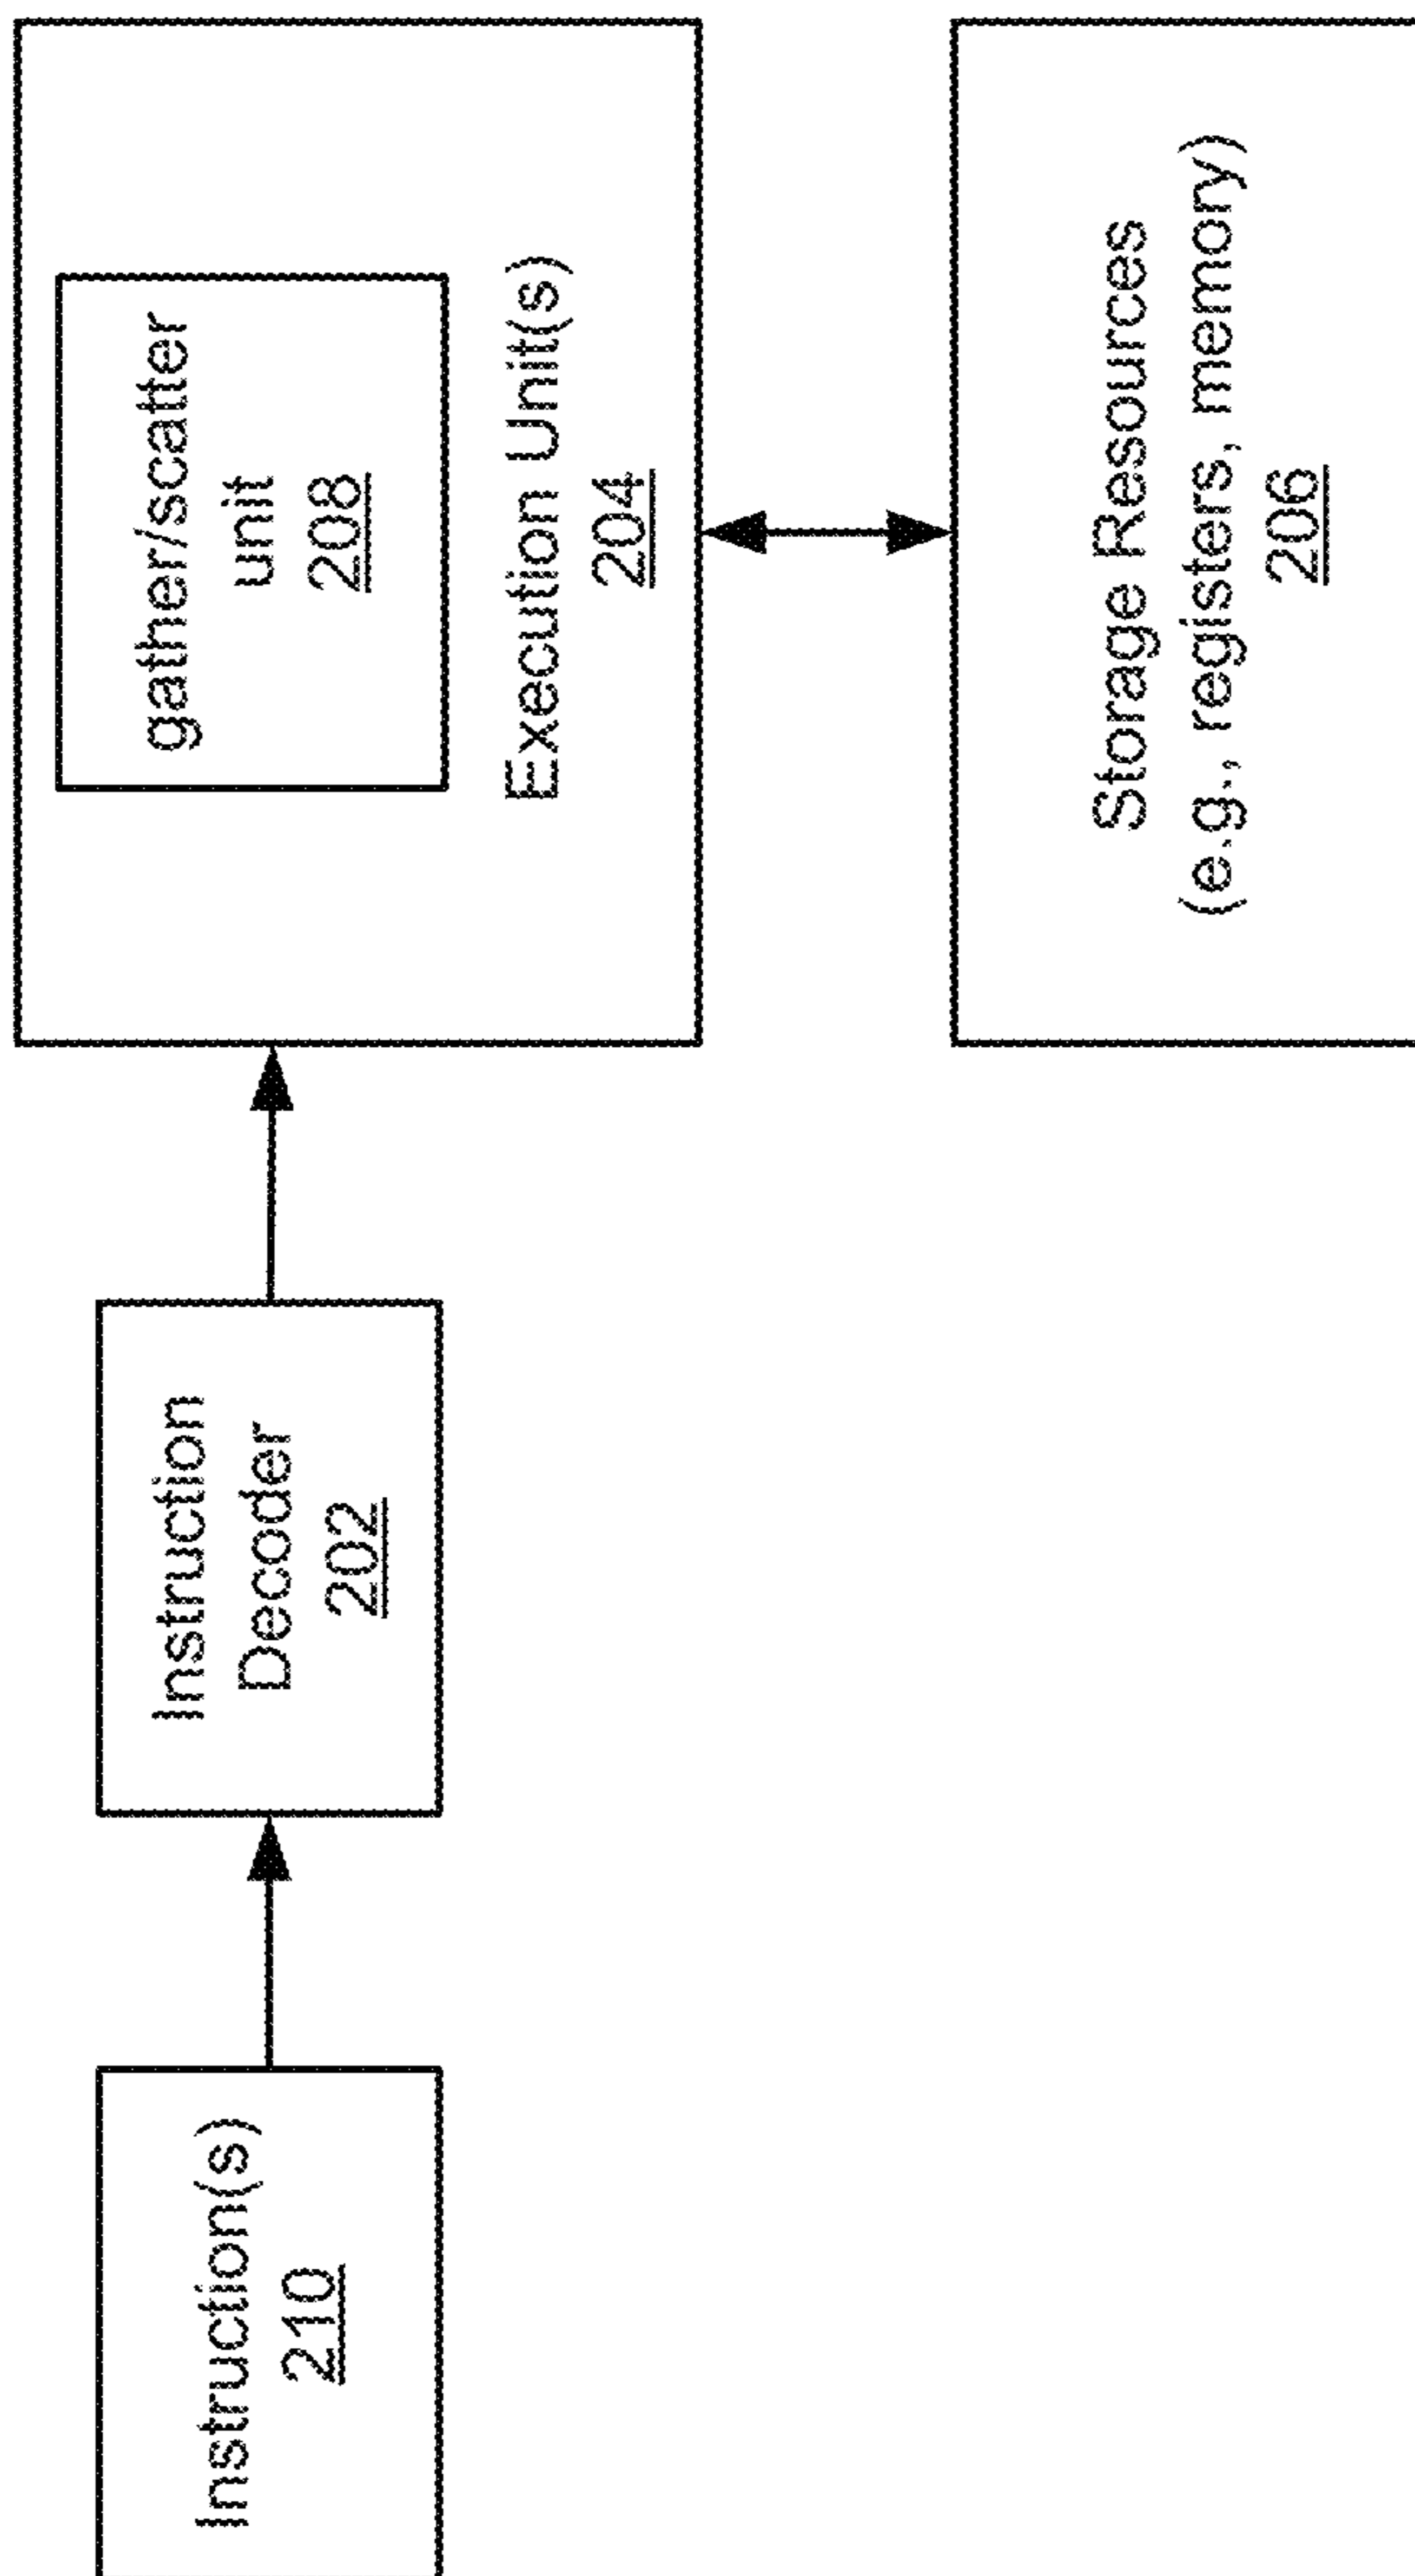 Instruction(s)
210
Instruction
Decoder
202
gather/scatter
unit
208
Execution Unit(s)
204
Storage Resources
(e.g., registers, memory)
206